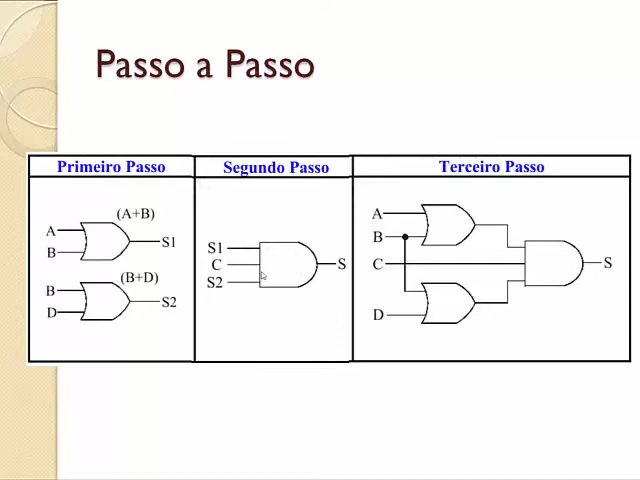 Passo a Passo
Primeiro Passo
(A+B)
A
B
S1
(B+D)
B
D
S2
Segundo Passo
S1
C
S2
S
Terceiro Passo
A
B
C
D
S